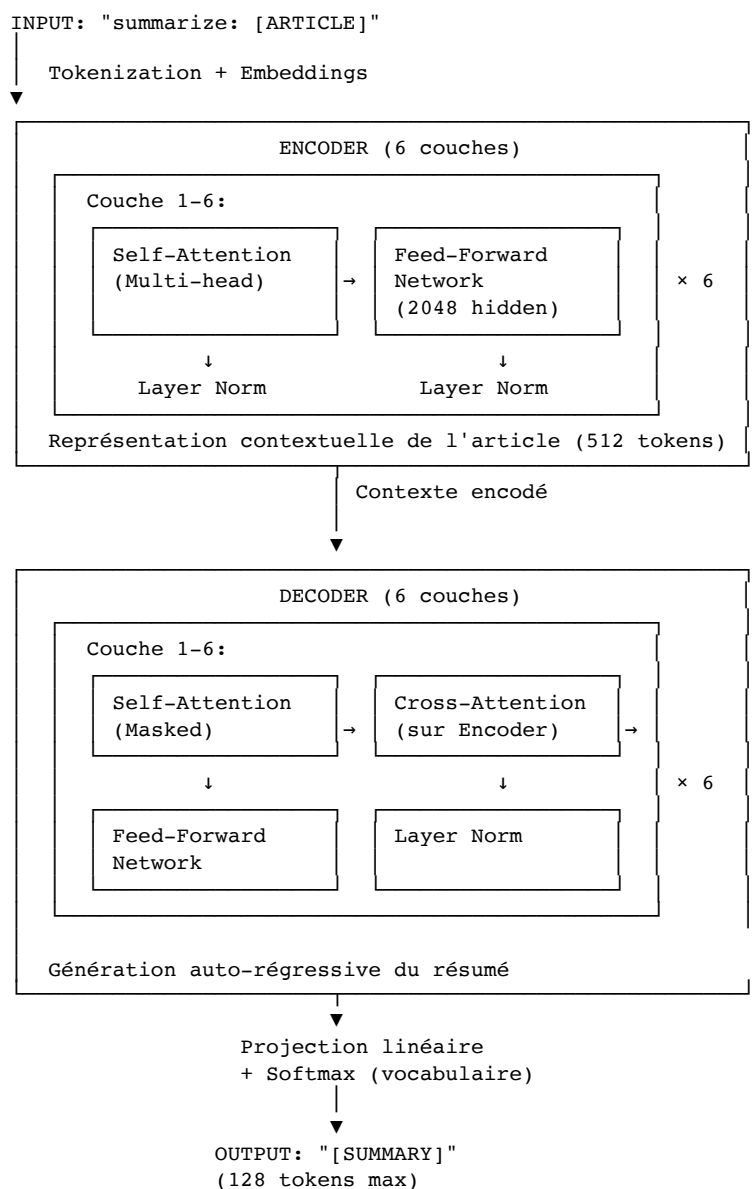 INPUT: "summarize: [ARTICLE]"
Tokenization + Embeddings
ENCODER (6 couches)
Couche 1-6:
Self-Attention
(Multi-head)
→
Feed-Forward
Network
(2048 hidden)
× 6
↓ ↓
Layer Norm Layer Norm
Représentation contextuelle de l'article (512 tokens)
Contexte encodé
DECODER (6 couches)
Couche 1-6:
Self-Attention
(Masked)
→
Cross-Attention
(sur Encoder)
→
↓ ↓
× 6
Feed-Forward
Network
Layer Norm
Génération auto-régressive du résumé
Projection linéaire
+ Softmax (vocabulaire)
OUTPUT: "[SUMMARY]"
(128 tokens max)